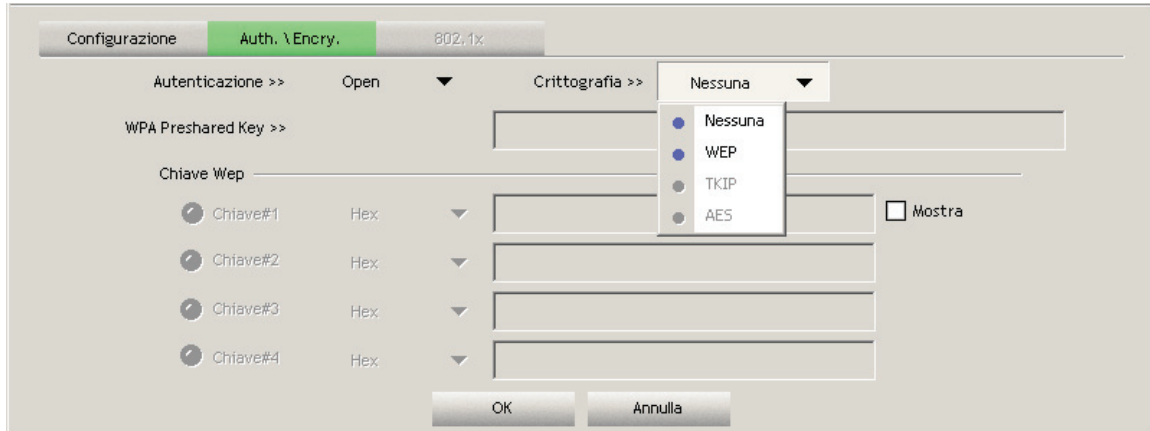 Configurazione Auth. \ Encry. 802.1x
Autenticazione >> Open Crittografia >> Nessuna
Nessuna
WPA Preshared Key >>
WEP
Chiave Wep
TKIP
Chiave#1 Hex AES Mostra
Chiave#2 Hex
Chiave#3 Hex
Chiave#4 Hex
OK Annulla